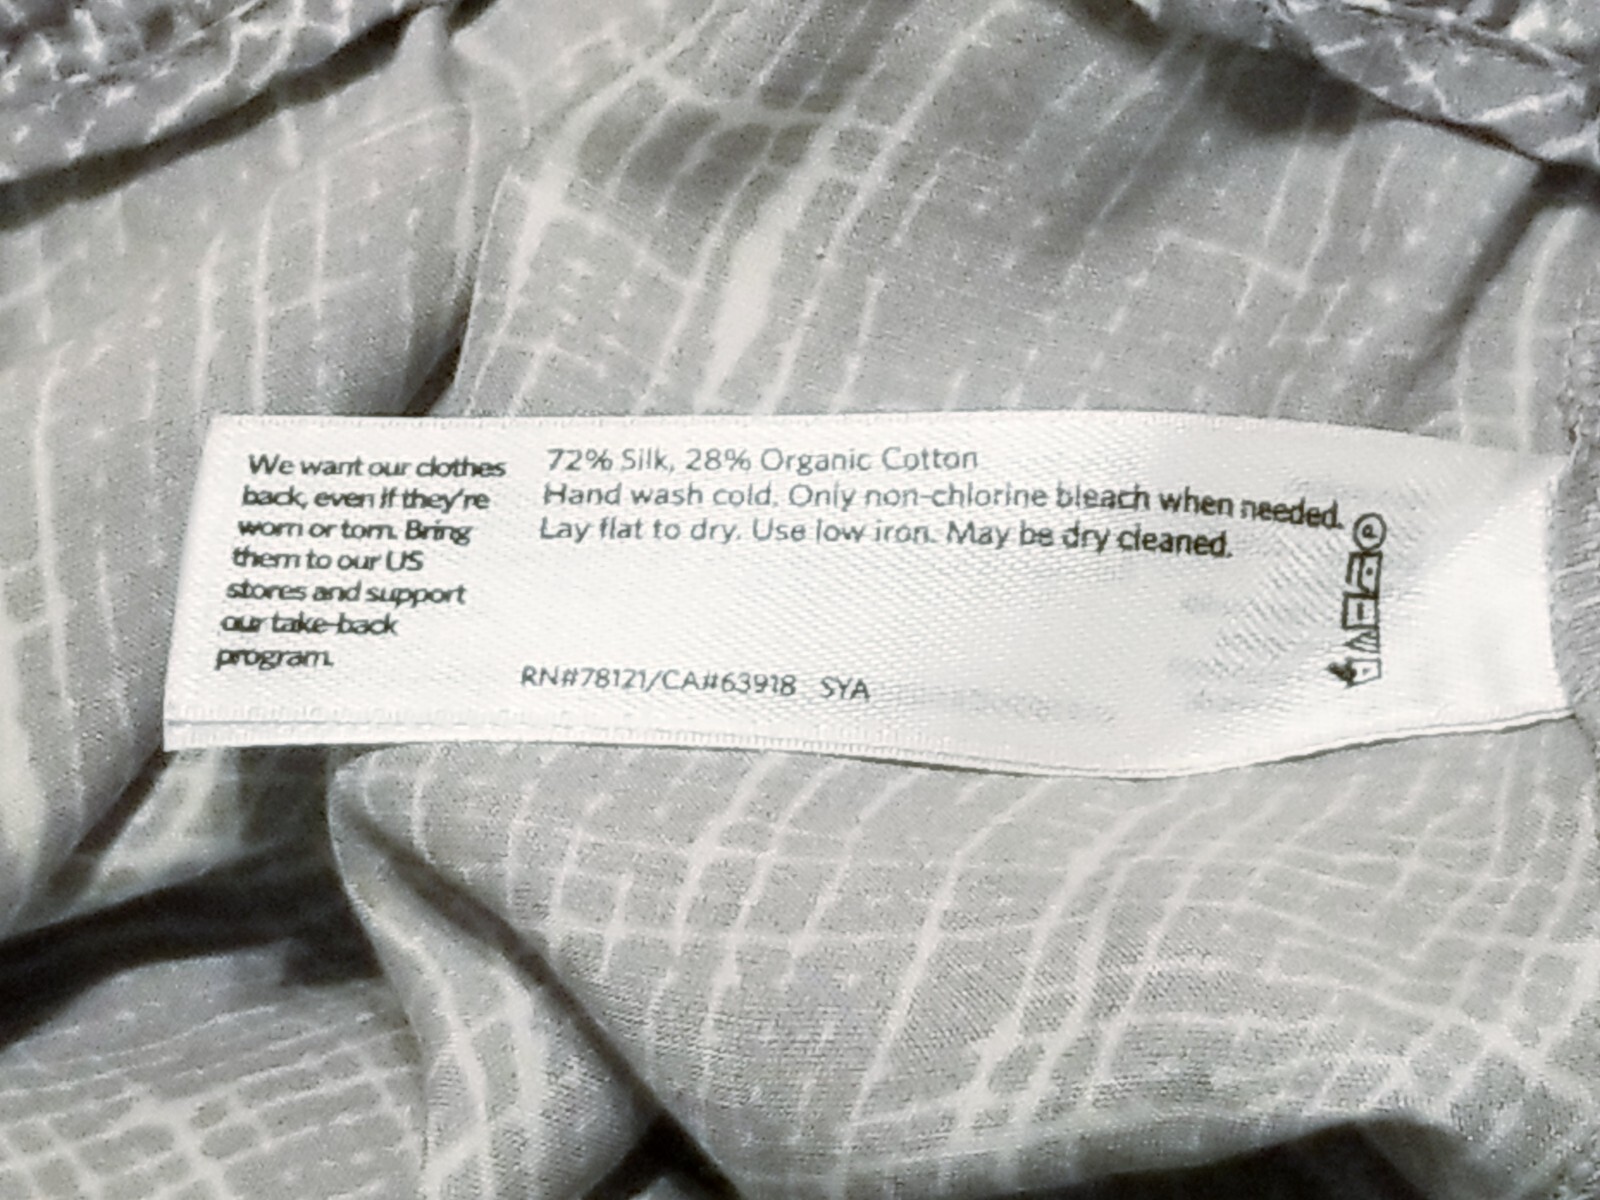 We want our clothes
back, even if they're
worn or torn. Bring
them to our US
stores and support
our take-back
program.
72% Silk, 28% Organic Cotton
Hand wash cold. Only non-chlorine bleach when needed.
Lay flat to dry. Use low iron. May be dry cleaned.
RN#78121/CA#63918 SYA